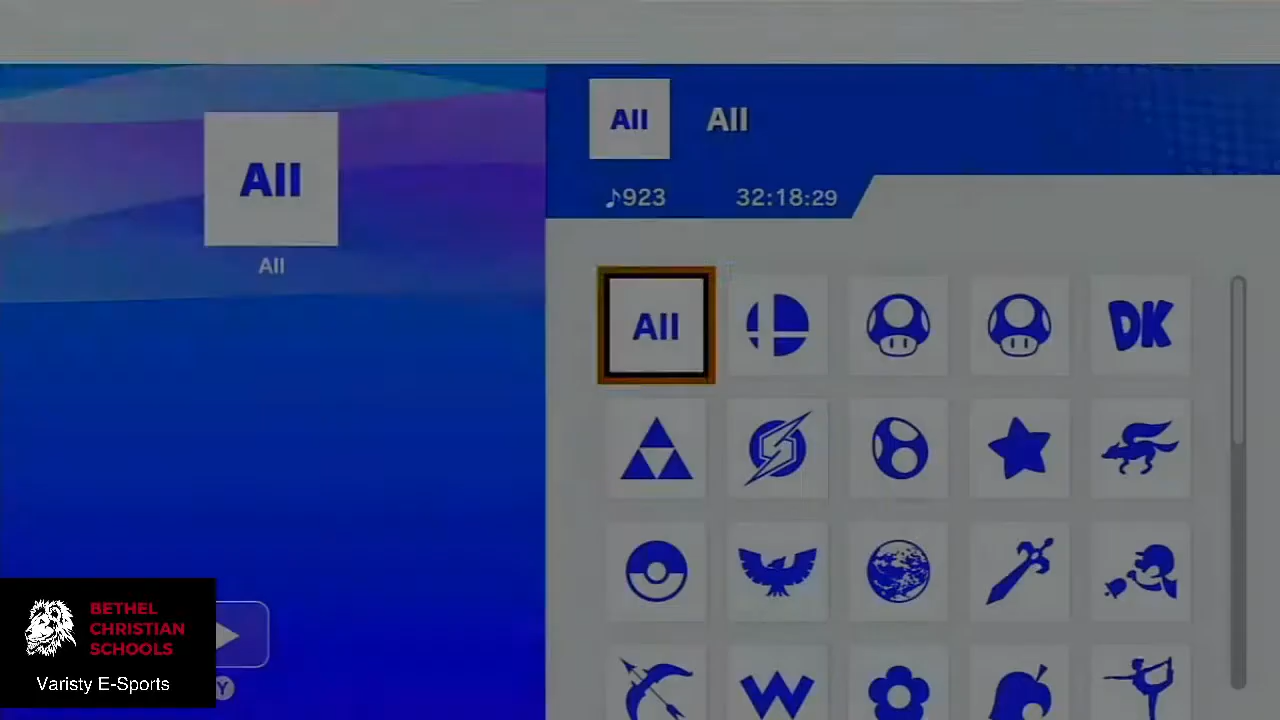 All
All
All
All
♪923
32:18:29
All
DK
BETHEL
CHRISTIAN
SCHOOLS
Varisty E-Sports
Y